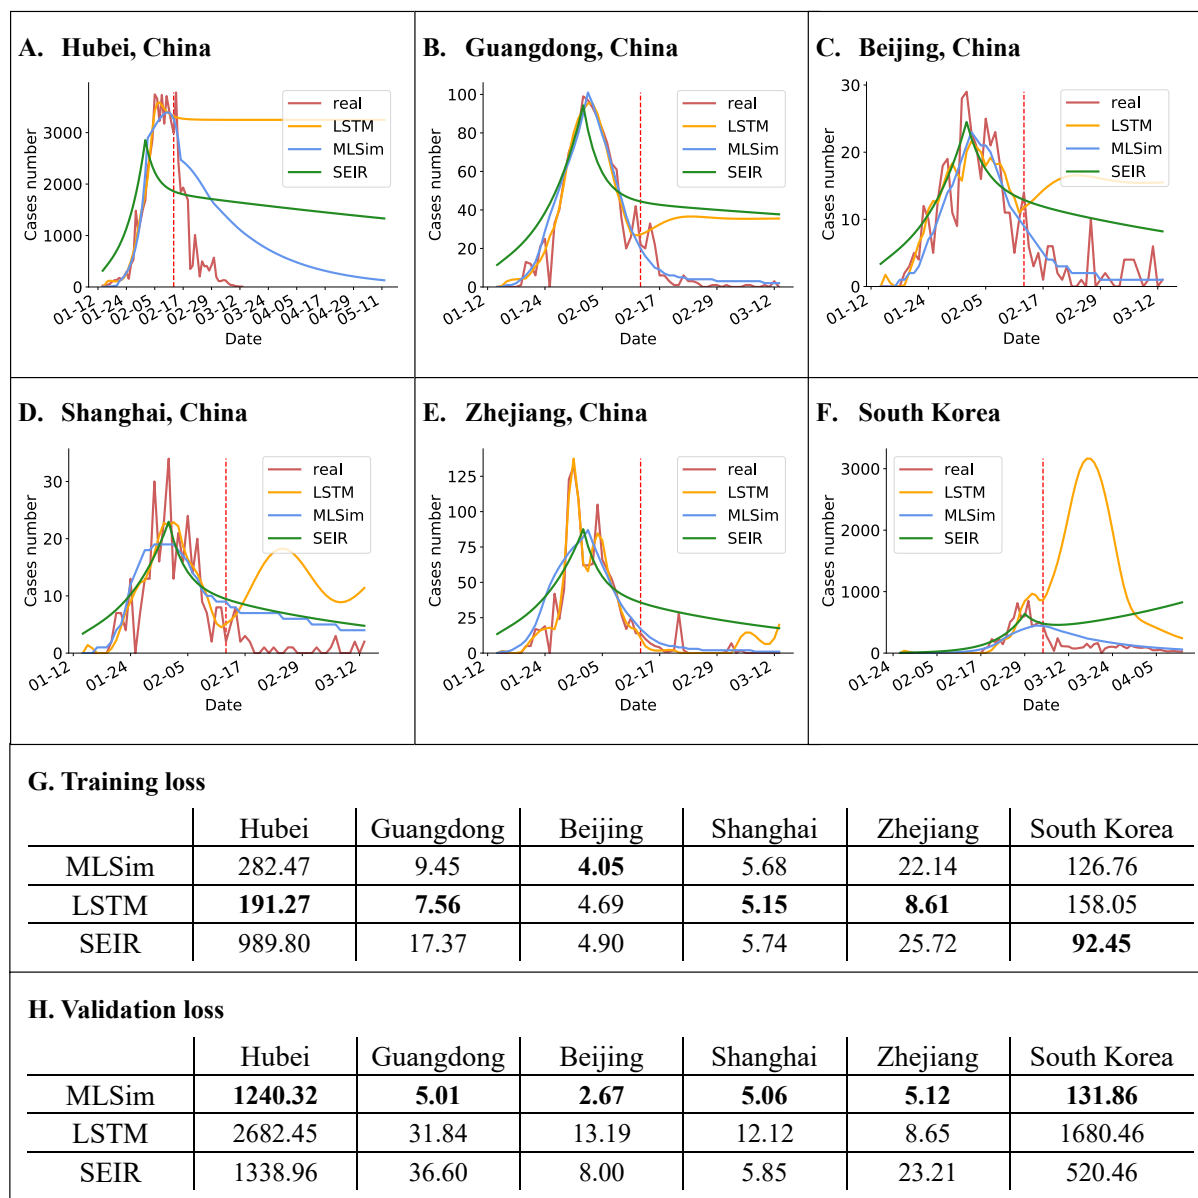 A. Hubei, China
Cases number
3000
2000
1000
0
real
LSTM
MLSim
SEIR
01-12
01-24
02-05
02-17
02-29
03-12
03-24
04-05
04-17
04-29
05-11
Date
B. Guangdong, China
Cases number
100
80
60
40
20
0
real
LSTM
MLSim
SEIR
01-12
01-24
02-05
02-17
02-29
03-12
Date
C. Beijing, China
Cases number
30
20
10
0
real
LSTM
MLSim
SEIR
01-12
01-24
02-05
02-17
02-29
03-12
Date
D. Shanghai, China
Cases number
30
20
10
0
real
LSTM
MLSim
SEIR
01-12
01-24
02-05
02-17
02-29
03-12
Date
E. Zhejiang, China
Cases number
125
100
75
50
25
0
real
LSTM
MLSim
SEIR
01-12
01-24
02-05
02-17
02-29
03-12
Date
F. South Korea
Cases number
3000
2000
1000
500
0
real
LSTM
MLSim
SEIR
01-24
02-05
02-17
02-29
03-12
03-24
04-05
Date
G. Training loss
Hubei Guangdong Beijing Shanghai Zhejiang South Korea
MLSim 282.47 9.45 4.05 5.68 22.14 126.76
LSTM 191.27 7.56 4.69 5.15 8.61 158.05
SEIR 989.80 17.37 4.90 5.74 25.72 92.45
H. Validation loss
Hubei Guangdong Beijing Shanghai Zhejiang South Korea
MLSim 1240.32 5.01 2.67 5.06 5.12 131.86
LSTM 2682.45 31.84 13.19 12.12 8.65 1680.46
SEIR 1338.96 36.60 8.00 5.85 23.21 520.46